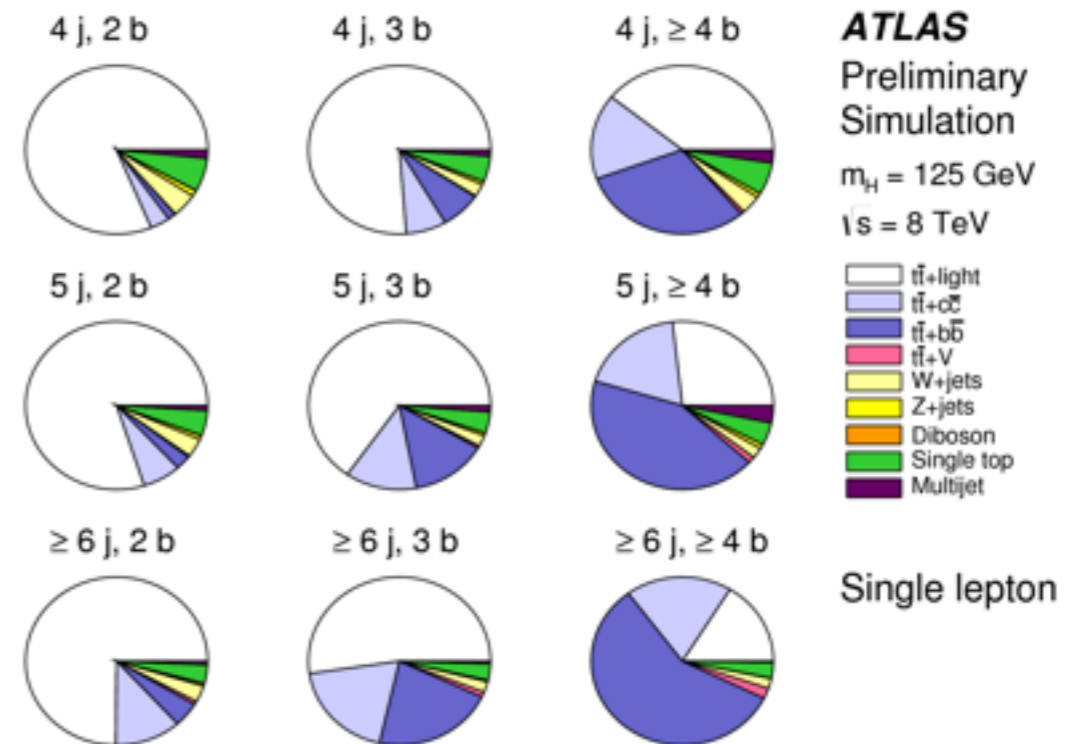 4 j, 2 b
4 j, 3 b
4 j, ≥ 4 b
ATLAS
Preliminary
Simulation
m_H = 125 GeV
√s = 8 TeV
5 j, 2 b
5 j, 3 b
5 j, ≥ 4 b
tt̄+light
tt̄+cc̄
tt̄+bb̄
tt̄+V
W+jets
Z+jets
Diboson
Single top
Multijet
≥ 6 j, 2 b
≥ 6 j, 3 b
≥ 6 j, ≥ 4 b
Single lepton